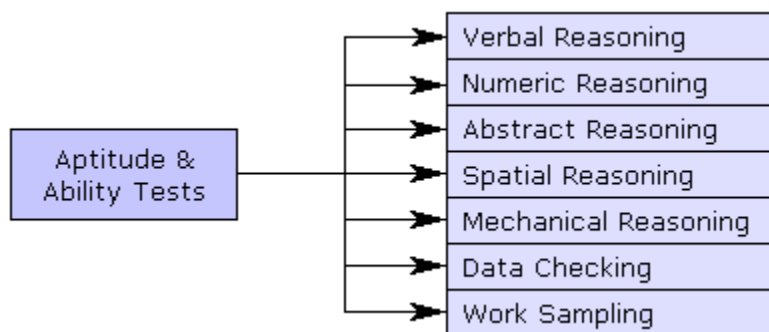 Aptitude &
Ability Tests
Verbal Reasoning
Numeric Reasoning
Abstract Reasoning
Spatial Reasoning
Mechanical Reasoning
Data Checking
Work Sampling